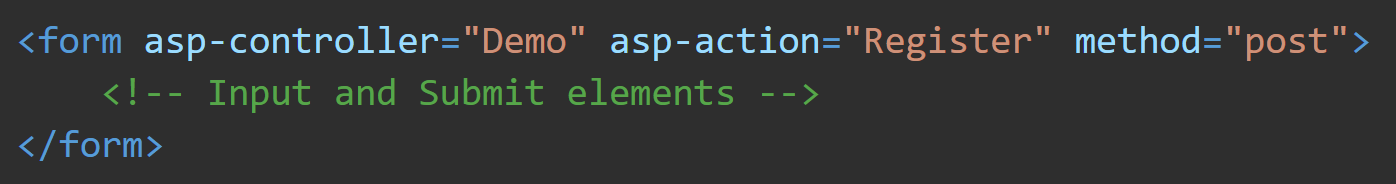 <form asp-controller="Demo" asp-action="Register" method="post">
    <!-- Input and Submit elements -->
</form>